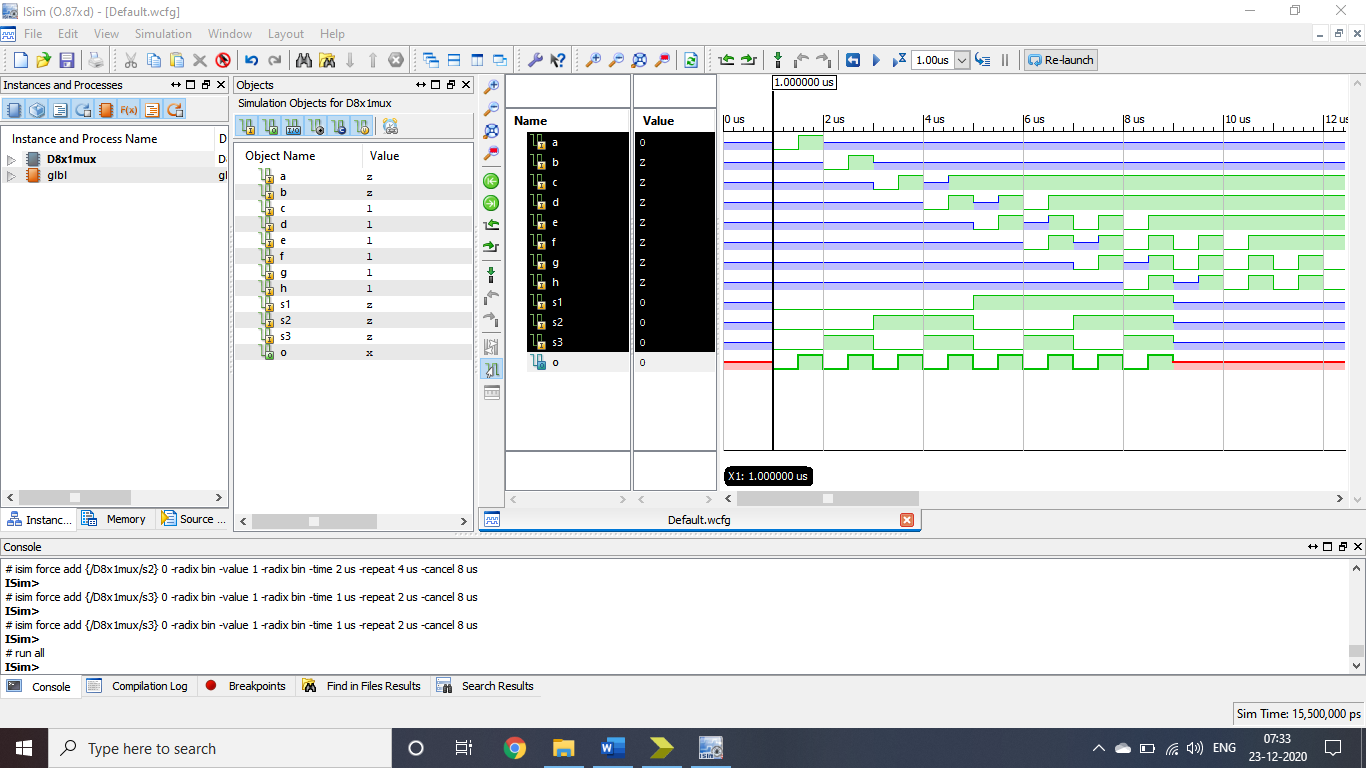 ISim (O.87xd) - [Default.wcfg]
File Edit View Simulation Window Layout Help
1.00us Re-launch
Instances and Processes
Instance and Process Name D
D8x1mux D
glbl gl
Instanc... Memory Source ...
Objects
Simulation Objects for D8x1mux
Object Name Value
a z
b z
c 1
d 1
e 1
f 1
g 1
h 1
s1 z
s2 z
s3 z
o x
Name Value
a 0
b z
c z
d z
e z
f z
g z
h z
s1 0
s2 0
s3 0
o 0
1.000000 us
0 us 2 us 4 us 6 us 8 us 10 us 12 us
X1: 1.000000 us
Default.wcfg
Console
# isim force add {/D8x1mux/s2} 0 -radix bin -value 1 -radix bin -time 2 us -repeat 4 us -cancel 8 us
ISim>
# isim force add {/D8x1mux/s3} 0 -radix bin -value 1 -radix bin -time 1 us -repeat 2 us -cancel 8 us
ISim>
# isim force add {/D8x1mux/s3} 0 -radix bin -value 1 -radix bin -time 1 us -repeat 2 us -cancel 8 us
ISim>
# run all
ISim>
Console Compilation Log Breakpoints Find in Files Results Search Results
Sim Time: 15,500,000 ps
Type here to search
ENG
07:33
23-12-2020